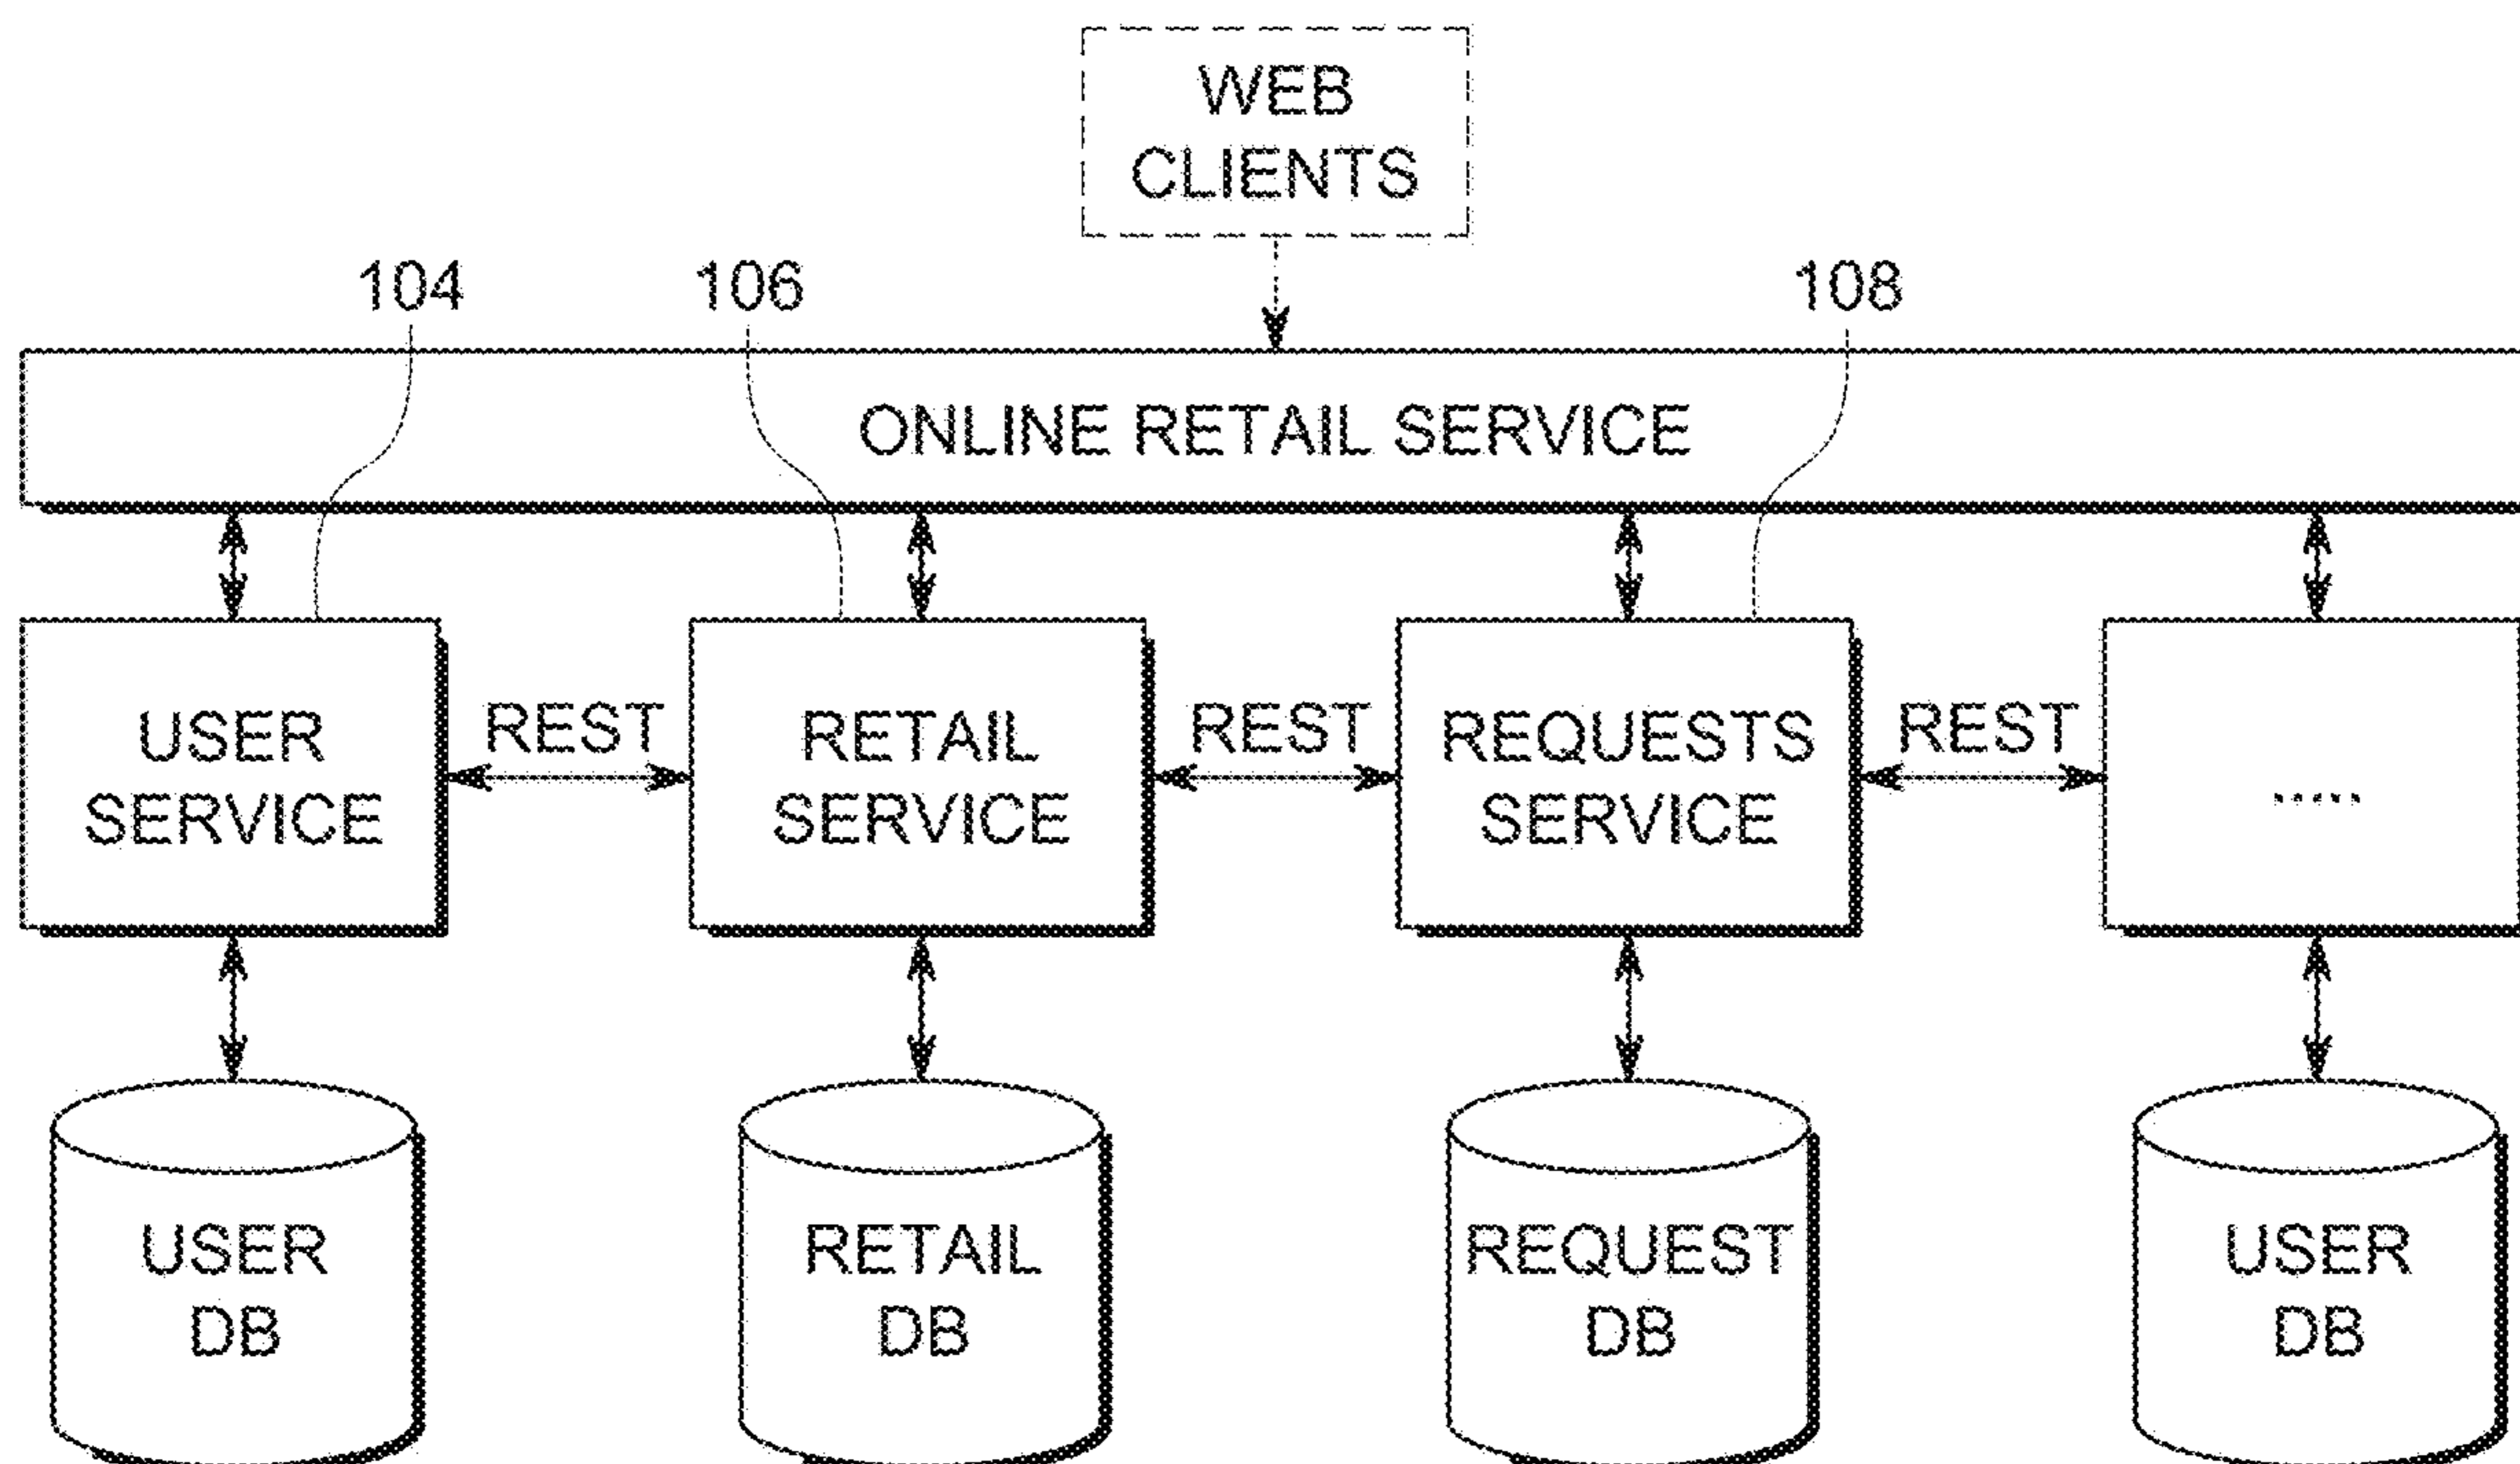 WEB
CLIENTS
104
106
108
ONLINE RETAIL SERVICE
USER
SERVICE
REST
RETAIL
SERVICE
REST
REQUESTS
SERVICE
REST
.....
USER
DB
RETAIL
DB
REQUEST
DB
USER
DB